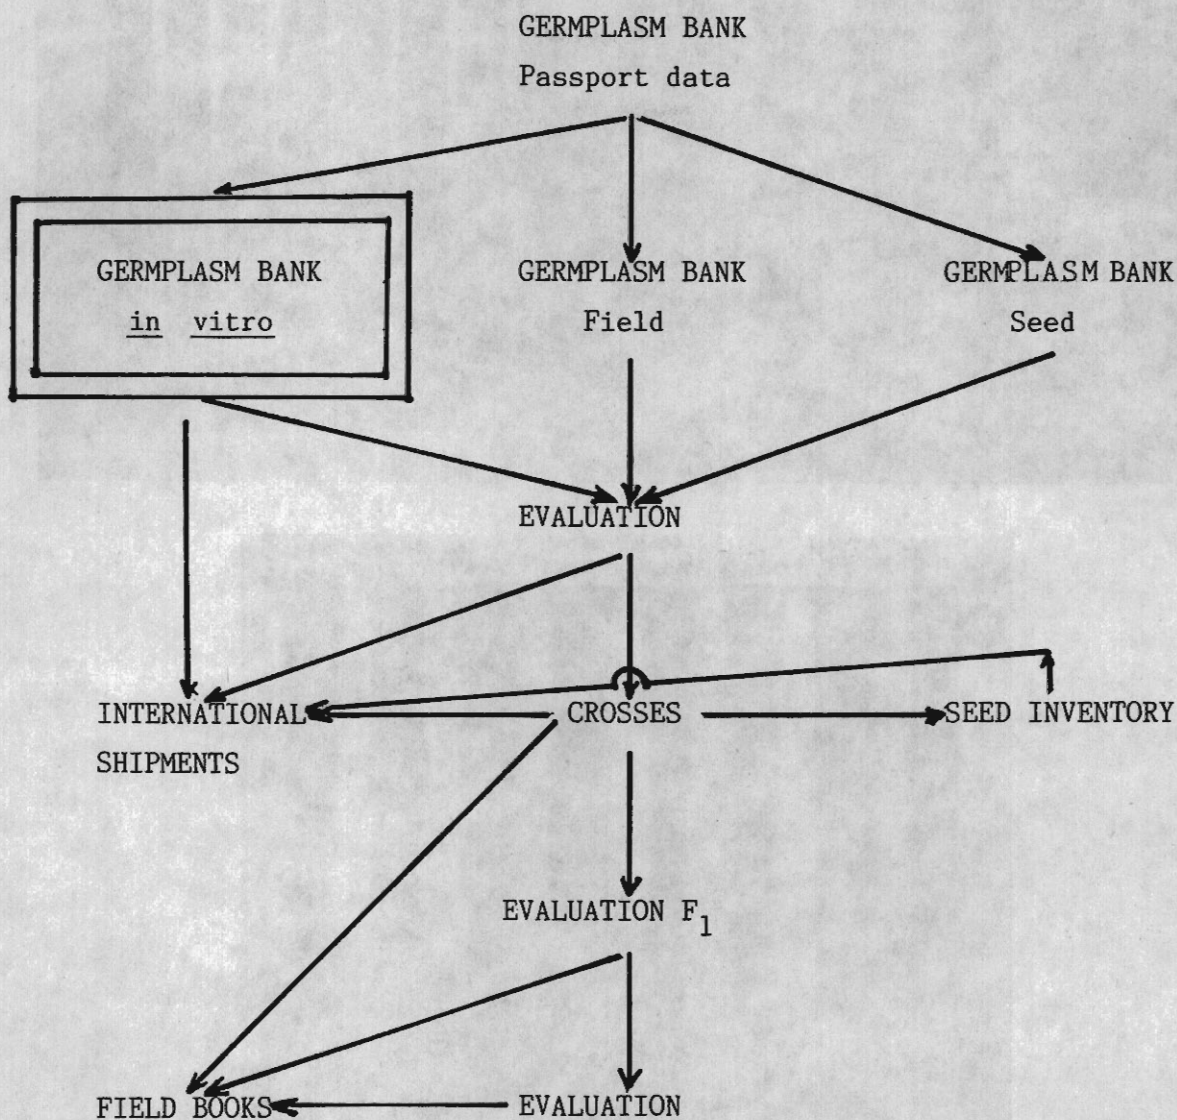 GERMPLASM BANK
Passport data
GERMPLASM BANK
in vitro
GERMPLASM BANK
Field
GERMPLASM BANK
Seed
EVALUATION
INTERNATIONAL
SHIPMENTS
CROSSES
SEED INVENTORY
EVALUATION F1
FIELD BOOKS
EVALUATION